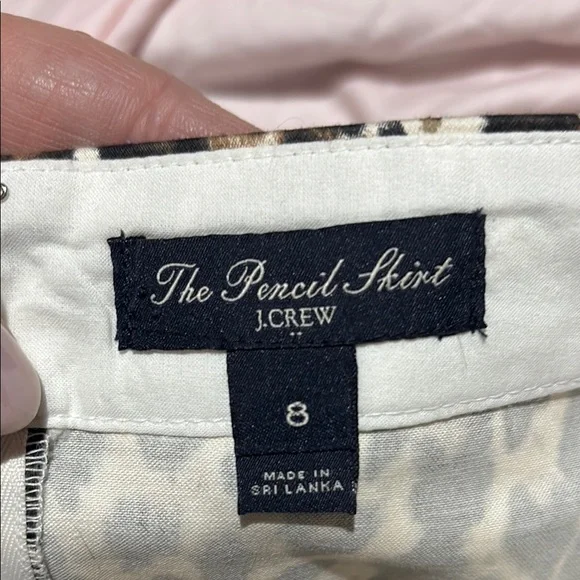 The Pencil Skirt
J.CREW
8
MADE IN
SRI LANKA